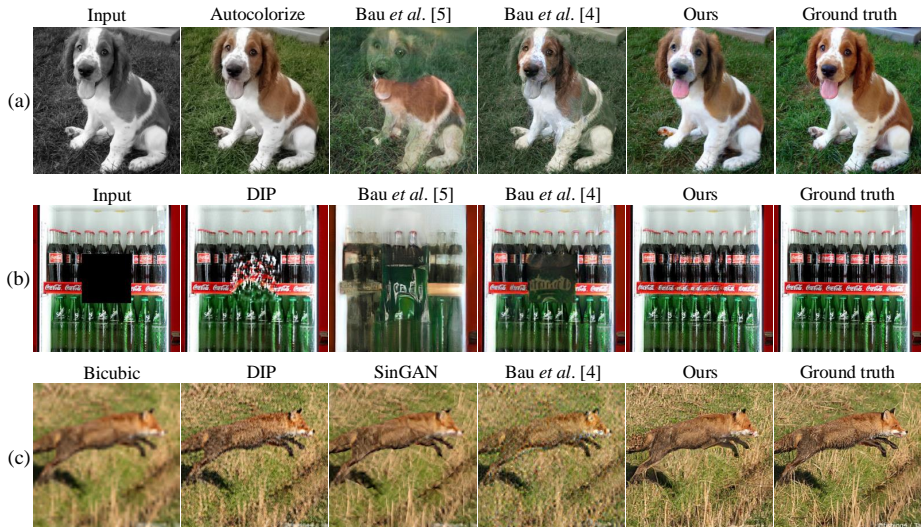 Input Autocolorize Bau et al. [5] Bau et al. [4] Ours Ground truth
(a)
Input DIP Bau et al. [5] Bau et al. [4] Ours Ground truth
(b)
Bicubic DIP SinGAN Bau et al. [4] Ours Ground truth
(c)